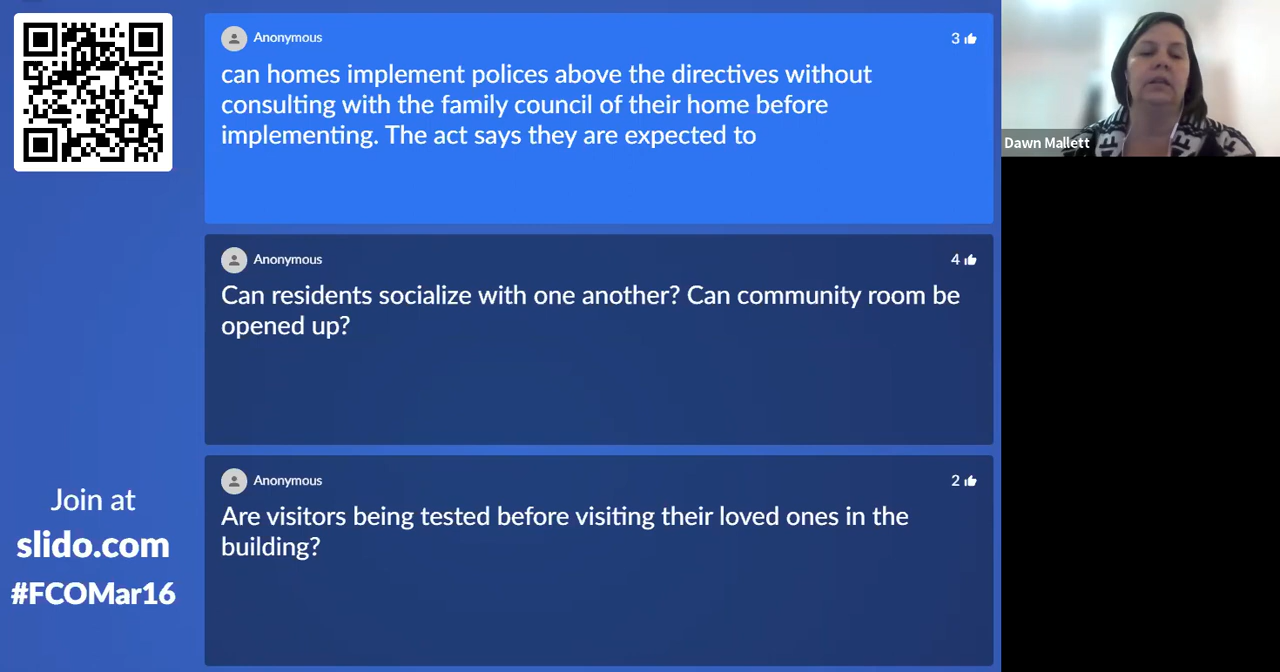 Anonymous
3
can homes implement polices above the directives without
consulting with the family council of their home before
implementing. The act says they are expected to
Anonymous
4
Can residents socialize with one another? Can community room be
opened up?
Anonymous
2
Are visitors being tested before visiting their loved ones in the
building?
Join at
slido.com
#FCOMar16
Dawn Mallett